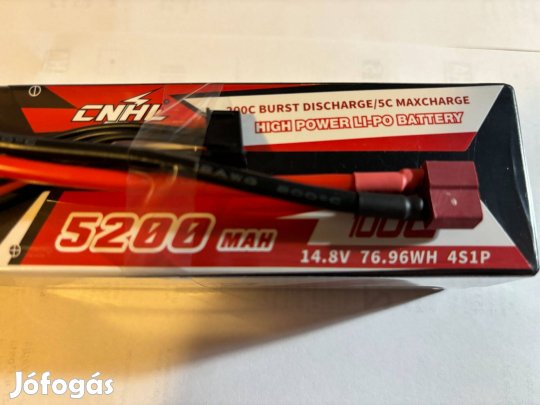 CNHL
200C BURST DISCHARGE/5C MAXCHARGE
HIGH POWER LI-PO BATTERY
5200 MAH
100C
14.8V 76.96WH 4S1P
Jófogás